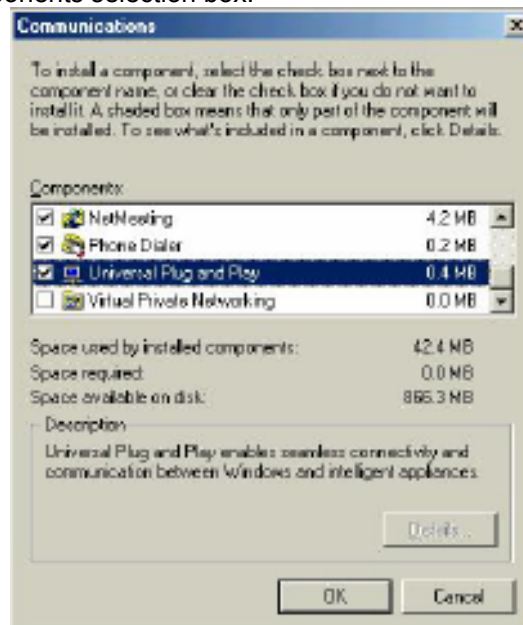 ponents selection box.
Communications
To install a component, select the check box next to the
component name, or clear the check box if you do not want to
install it. A shaded box means that only part of the component will
be installed. To see what's included in a component, click Details.
Components:
NetMeeting 4.2 MB
Phone Dialer 0.2 MB
Universal Plug and Play 0.4 MB
Virtual Private Networking 0.0 MB
Space used by installed components: 42.4 MB
Space required: 0.0 MB
Space available on disk: 866.3 MB
Description
Universal Plug and Play enables seamless connectivity and
communication between Windows and intelligent appliances.
Details...
OK Cancel